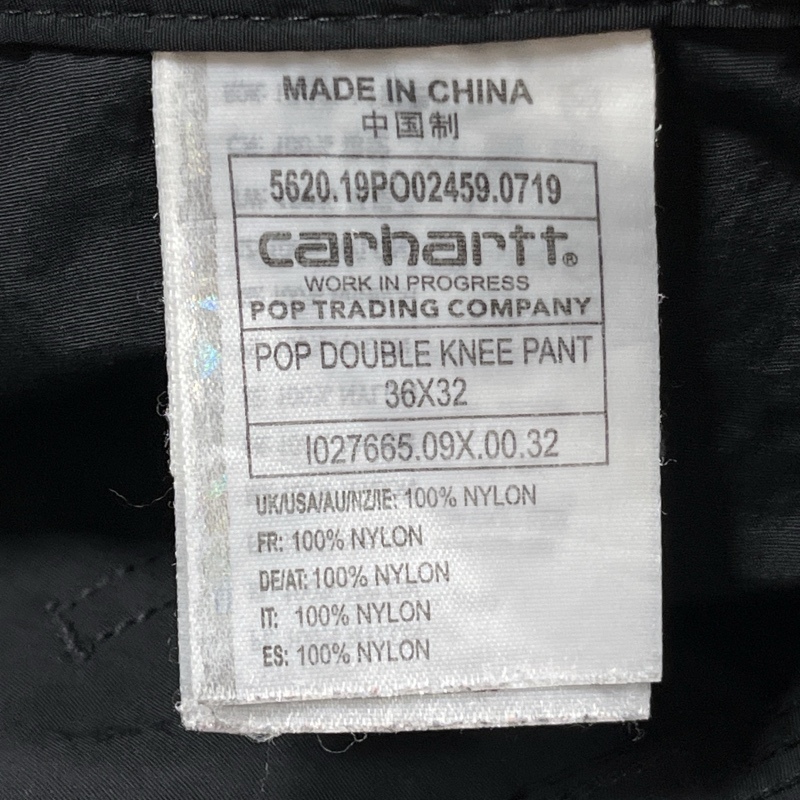 MADE IN CHINA
中国制
5620.19PO02459.0719
carhartt®
WORK IN PROGRESS
POP TRADING COMPANY
POP DOUBLE KNEE PANT
36X32
I027665.09X.00.32
UK/USA/AU/NZ/IE: 100% NYLON
FR: 100% NYLON
DE/AT: 100% NYLON
IT: 100% NYLON
ES: 100% NYLON